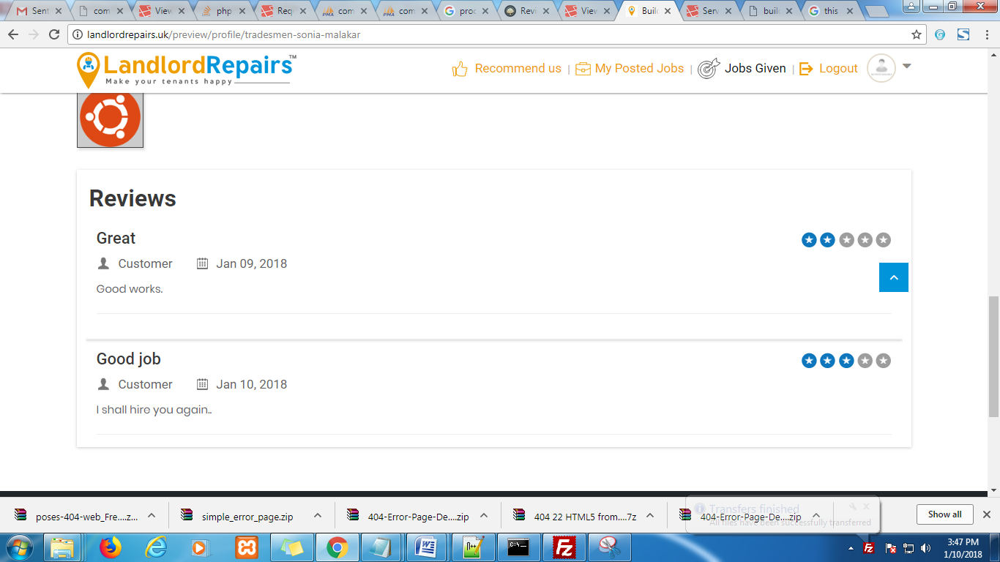 Sent
com
View
php
Requ
com
com
proc
Revi
View
Build
Serv
build
this
landlordrepairs.uk/preview/profile/tradesmen-sonia-malakar
LandlordRepairs™
Make your tenants happy
Recommend us | My Posted Jobs | Jobs Given | Logout
Reviews
Great
Customer Jan 09, 2018
Good works.
Good job
Customer Jan 10, 2018
I shall hire you again..
Transfers finished
All files have been successfully transferred
poses-404-web_Fre....z...
simple_error_page.zip
404-Error-Page-De....zip
404 22 HTML5 from....7z
404-Error-Page-De....zip
Show all
3:47 PM
1/10/2018